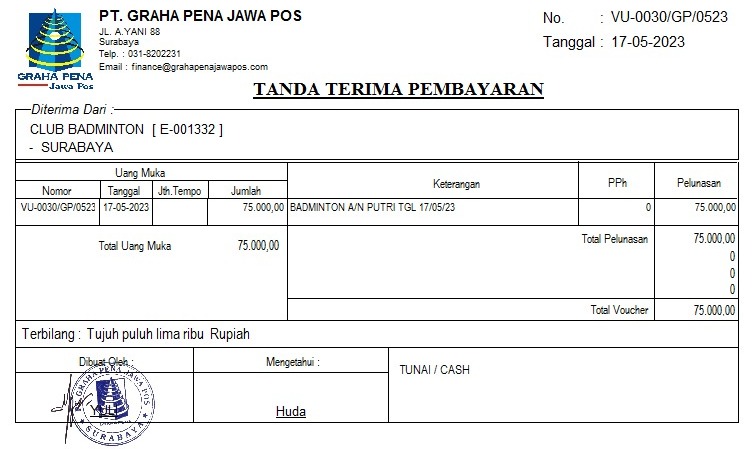 PT. GRAHA PENA JAWA POS
JL. A.YANI 88
Surabaya
Telp. : 031-8202231
Email : finance@grahapenajawapos.com
GRAHA PENA
Jawa Pos
No. : VU-0030/GP/0523
Tanggal : 17-05-2023
TANDA TERIMA PEMBAYARAN
Diterima Dari :
CLUB BADMINTON [ E-001332 ]
- SURABAYA
Uang Muka
Nomor Tanggal Jth.Tempo Jumlah Keterangan PPh Pelunasan
VU-0030/GP/0523 17-05-2023 75.000,00 BADMINTON A/N PUTRI TGL 17/05/23 0 75.000,00
Total Uang Muka 75.000,00 Total Pelunasan 75.000,00
0
0
0
Total Voucher 75.000,00
Terbilang : Tujuh puluh lima ribu Rupiah
Dibuat Oleh : Mengetahui : TUNAI / CASH
PT. GRAHA PENA JAWA POS
SURABAYA
Huda